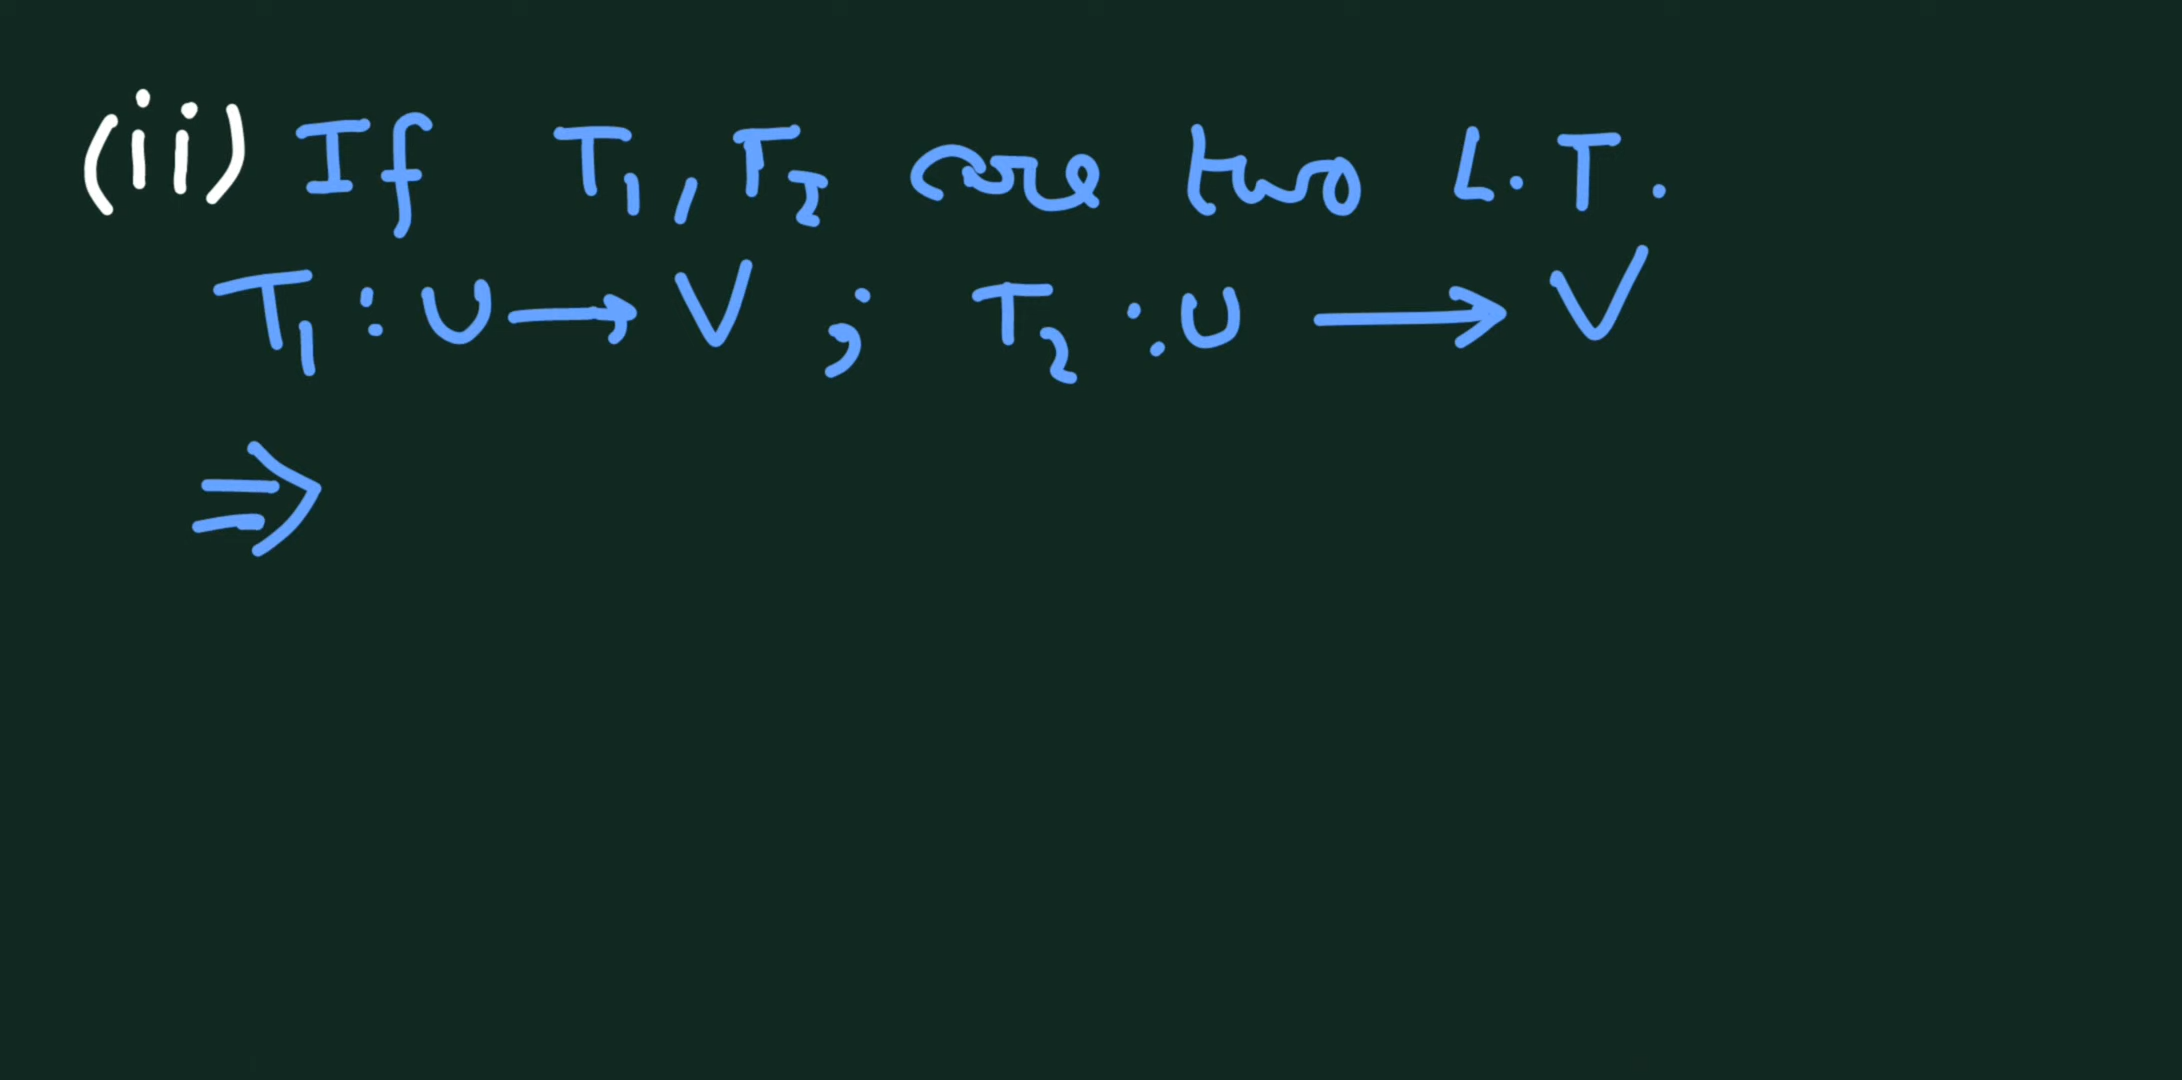 (ii) If T₁, T₂ are two L.T.
T₁ : U → V ; T₂ : U → V
⇒